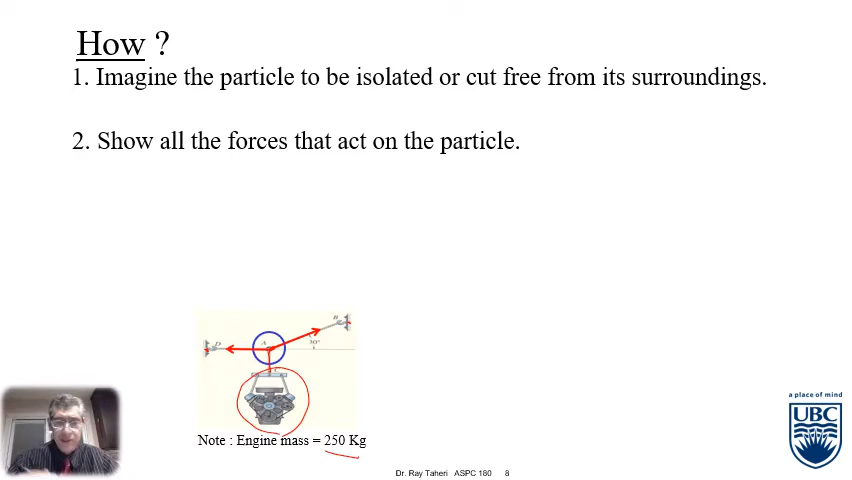 How ?
1. Imagine the particle to be isolated or cut free from its surroundings.
2. Show all the forces that act on the particle.
B
D
A
30°
C
Note : Engine mass = 250 Kg
a place of mind
UBC
Dr. Ray Taheri ASPC 180 8